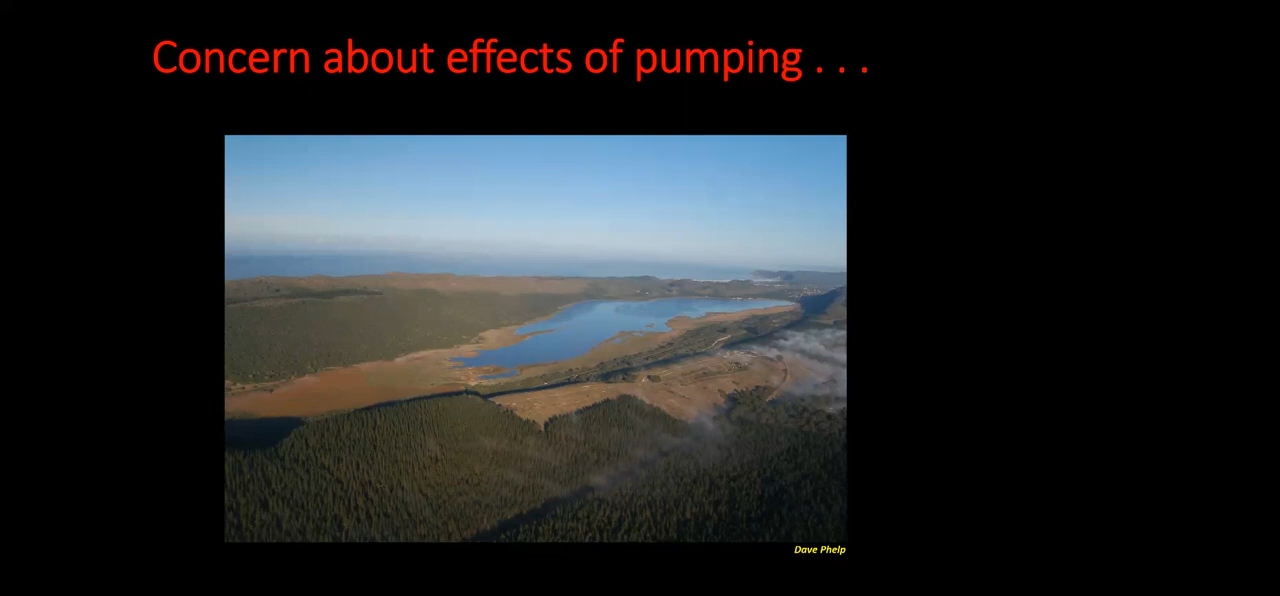 Concern about effects of pumping . . .
Dave Phelp